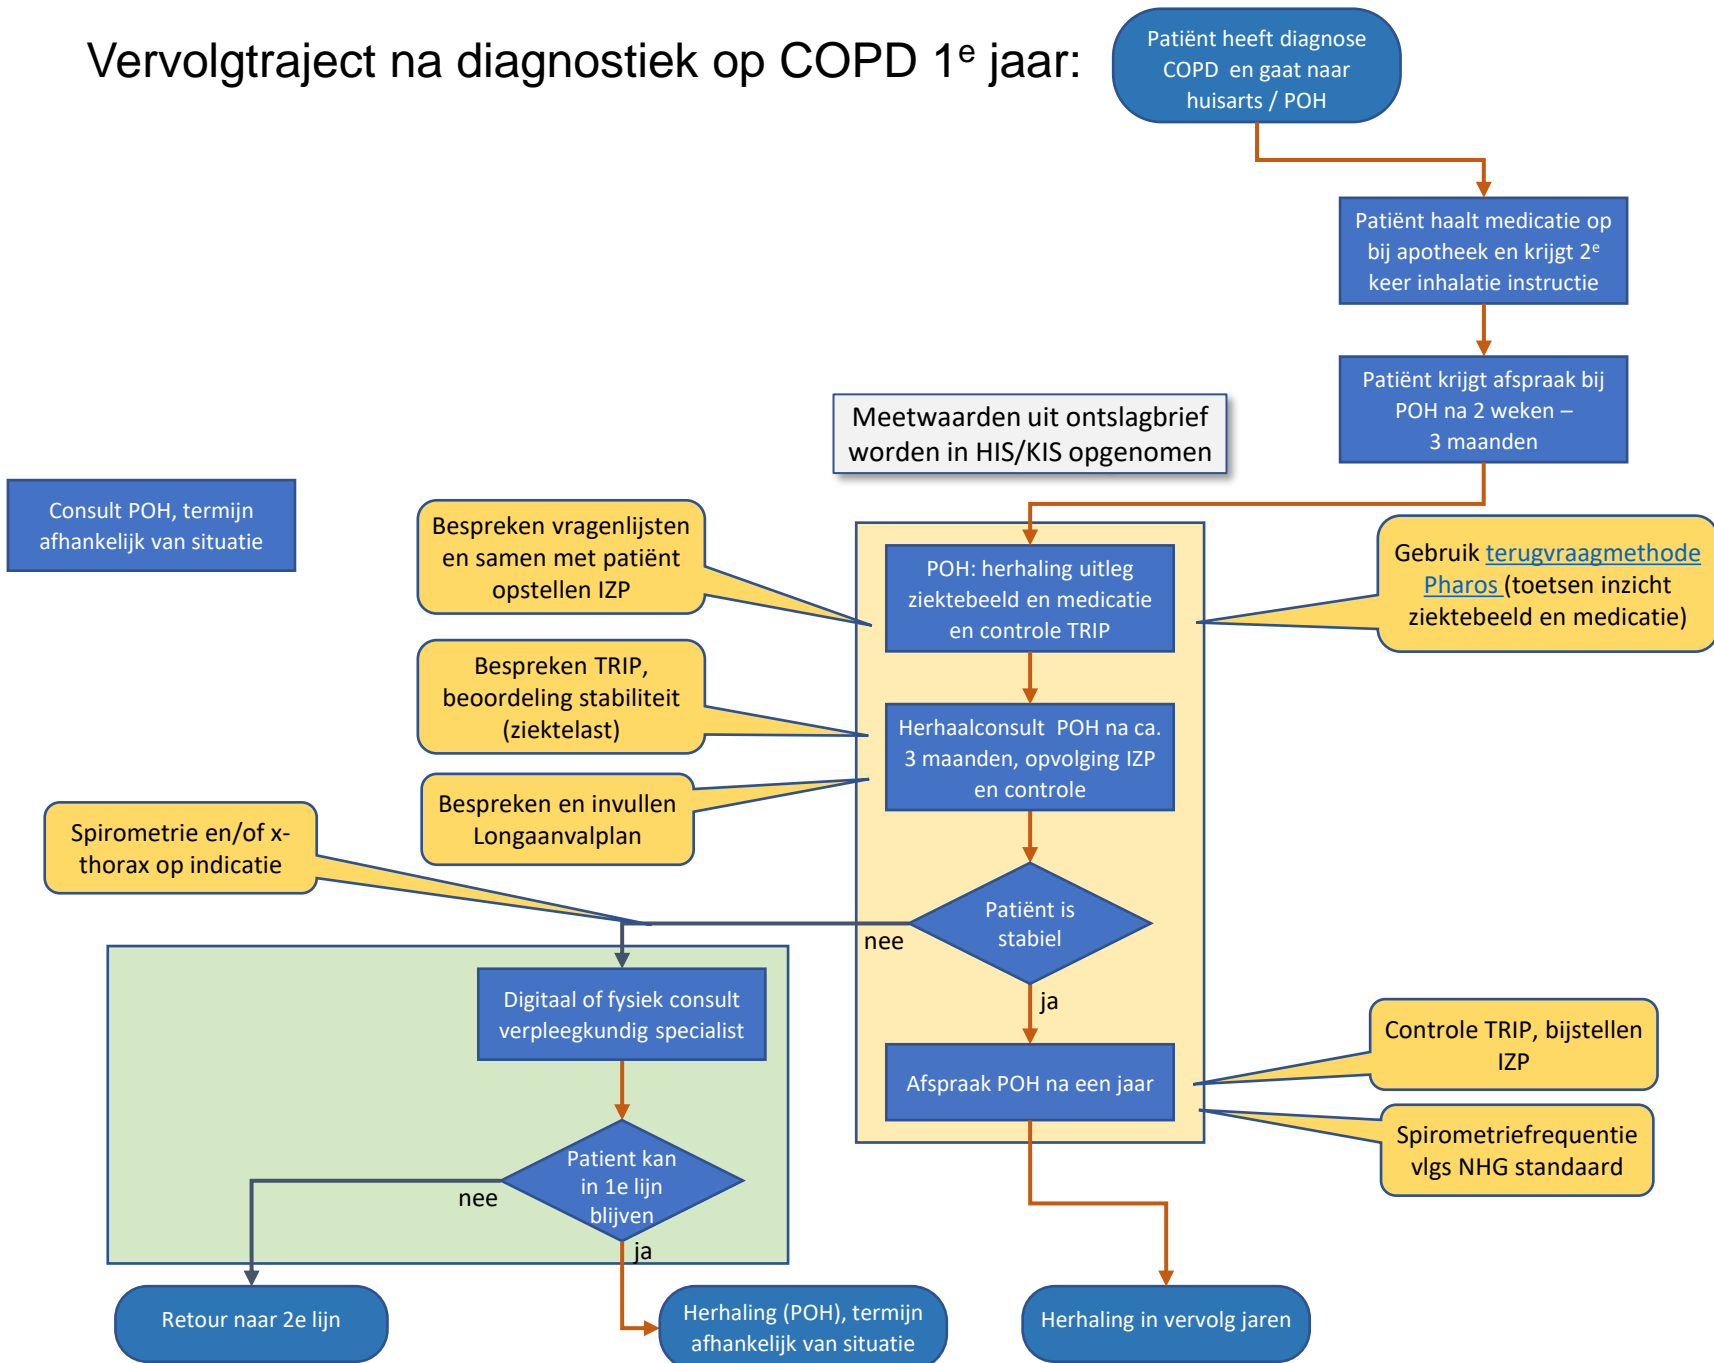 Vervolgtraject na diagnostiek op COPD 1e jaar:
Patiënt heeft diagnose
COPD en gaat naar
huisarts / POH
Patiënt haalt medicatie op
bij apotheek en krijgt 2e
keer inhalatie instructie
Patiënt krijgt afspraak bij
POH na 2 weken –
3 maanden
Meetwaarden uit ontslagbrief
worden in HIS/KIS opgenomen
Consult POH, termijn
afhankelijk van situatie
Bespreken vragenlijsten
en samen met patiënt
opstellen IZP
POH: herhaling uitleg
ziektebeeld en medicatie
en controle TRIP
Gebruik terugvraagmethode
Pharos (toetsen inzicht
ziektebeeld en medicatie)
Bespreken TRIP,
beoordeling stabiliteit
(ziektelast)
Herhaalconsult POH na ca.
3 maanden, opvolging IZP
en controle
Bespreken en invullen
Longaanvalplan
Spirometrie en/of x-
thorax op indicatie
Patiënt is
stabiel
nee
ja
Digitaal of fysiek consult
verpleegkundig specialist
Afspraak POH na een jaar
Controle TRIP, bijstellen
IZP
Spirometriefrequentie
vlgs NHG standaard
Patient kan
in 1e lijn
blijven
nee
ja
Retour naar 2e lijn
Herhaling (POH), termijn
afhankelijk van situatie
Herhaling in vervolg jaren